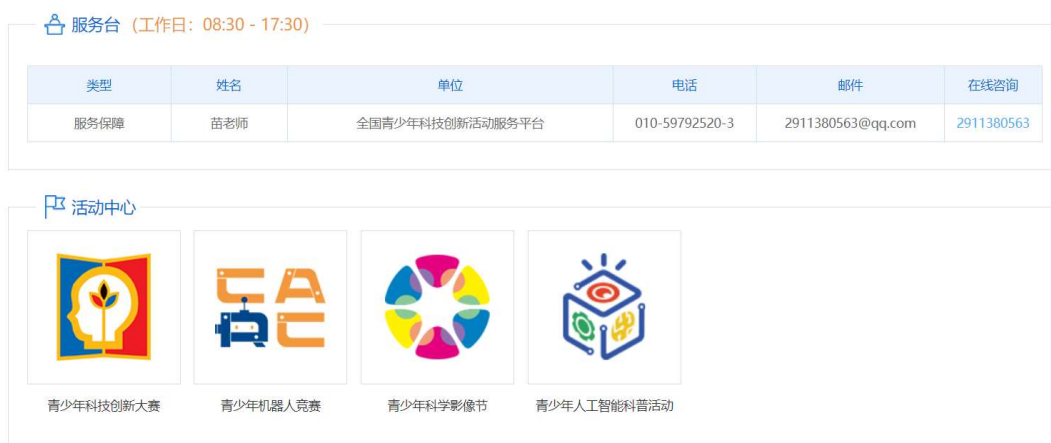 服务台（工作日：08:30 - 17:30）
类型 姓名 单位 电话 邮件 在线咨询
服务保障 苗老师 全国青少年科技创新活动服务平台 010-59792520-3 2911380563@qq.com 2911380563
活动中心
CA
RC
青少年科技创新大赛 青少年机器人竞赛 青少年科学影像节 青少年人工智能科普活动